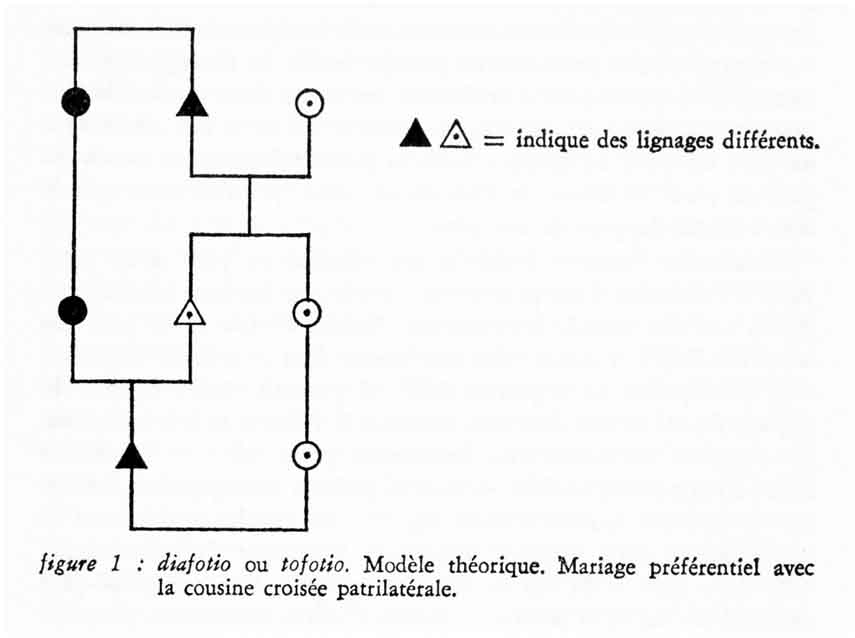 = indique des lignages différents.
figure 1 : diafotio ou tofotio. Modèle théorique. Mariage préférentiel avec
la cousine croisée patrilatérale.